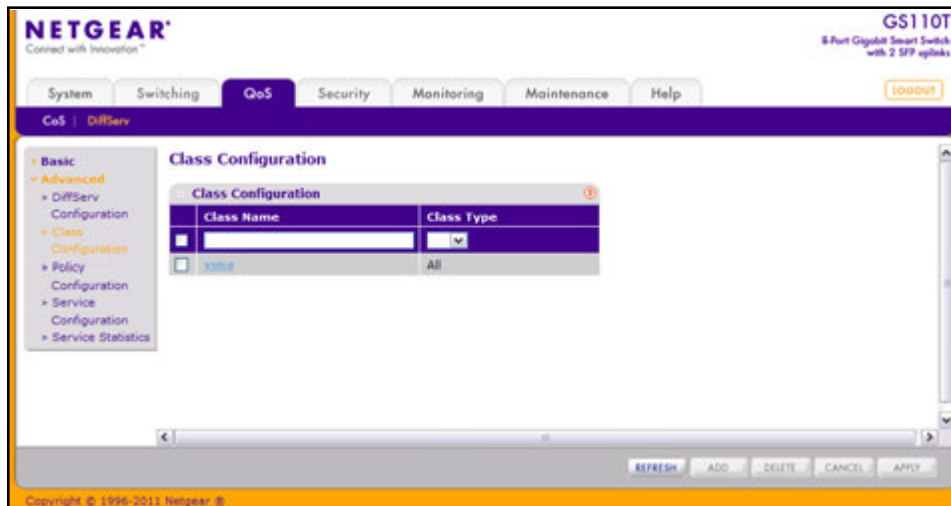 NETGEAR®
Connect with Innovation™
GS110T
8-Port Gigabit Smart Switch
with 2 SFP uplinks
System
Switching
QoS
Security
Monitoring
Maintenance
Help
LOGOUT
CoS | DiffServ
Basic
Advanced
DiffServ
Configuration
Class
Configuration
Policy
Configuration
Service
Configuration
Service Statistics
Class Configuration
Class Configuration
Class Name
Class Type
All
REFRESH
ADD
DELETE
CANCEL
APPLY
Copyright © 1996-2011 Netgear ®